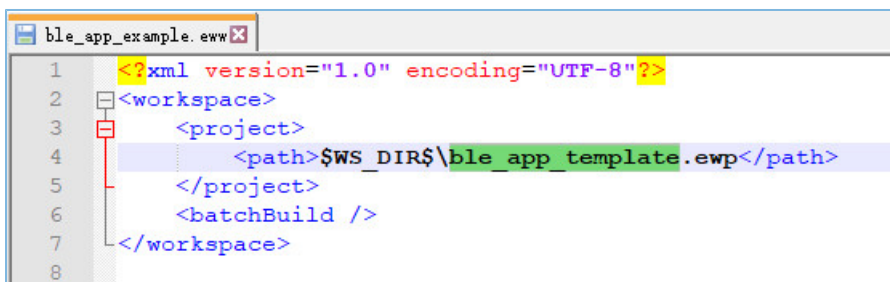 ble_app_example.eww
1 <?xml version="1.0" encoding="UTF-8"?>
2 <workspace>
3 <project>
4 <path>$WS_DIR$\ble_app_template.ewp</path>
5 </project>
6 <batchBuild />
7 </workspace>
8